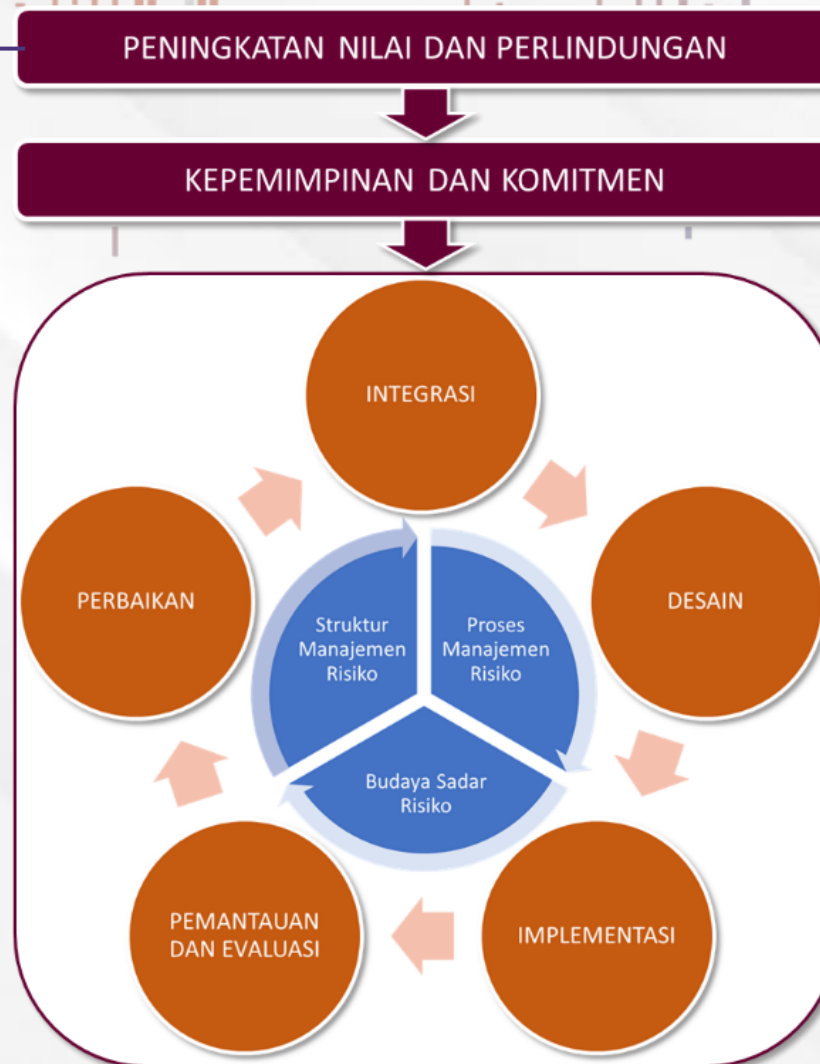 PENINGKATAN NILAI DAN PERLINDUNGAN
KEPEMIMPINAN DAN KOMITMEN
INTEGRASI
PERBAIKAN
DESAIN
Struktur
Manajemen
Risiko
Proses
Manajemen
Risiko
Budaya Sadar
Risiko
PEMANTAUAN
DAN EVALUASI
IMPLEMENTASI